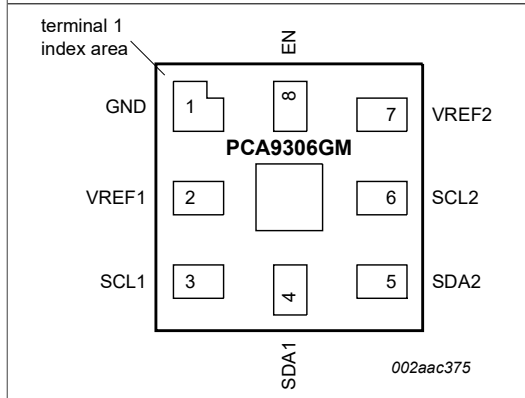 terminal 1
index area
EN
GND
1
8
7
VREF2
PCA9306GM
VREF1
2
6
SCL2
SCL1
3
4
5
SDA2
SDA1
002aac375